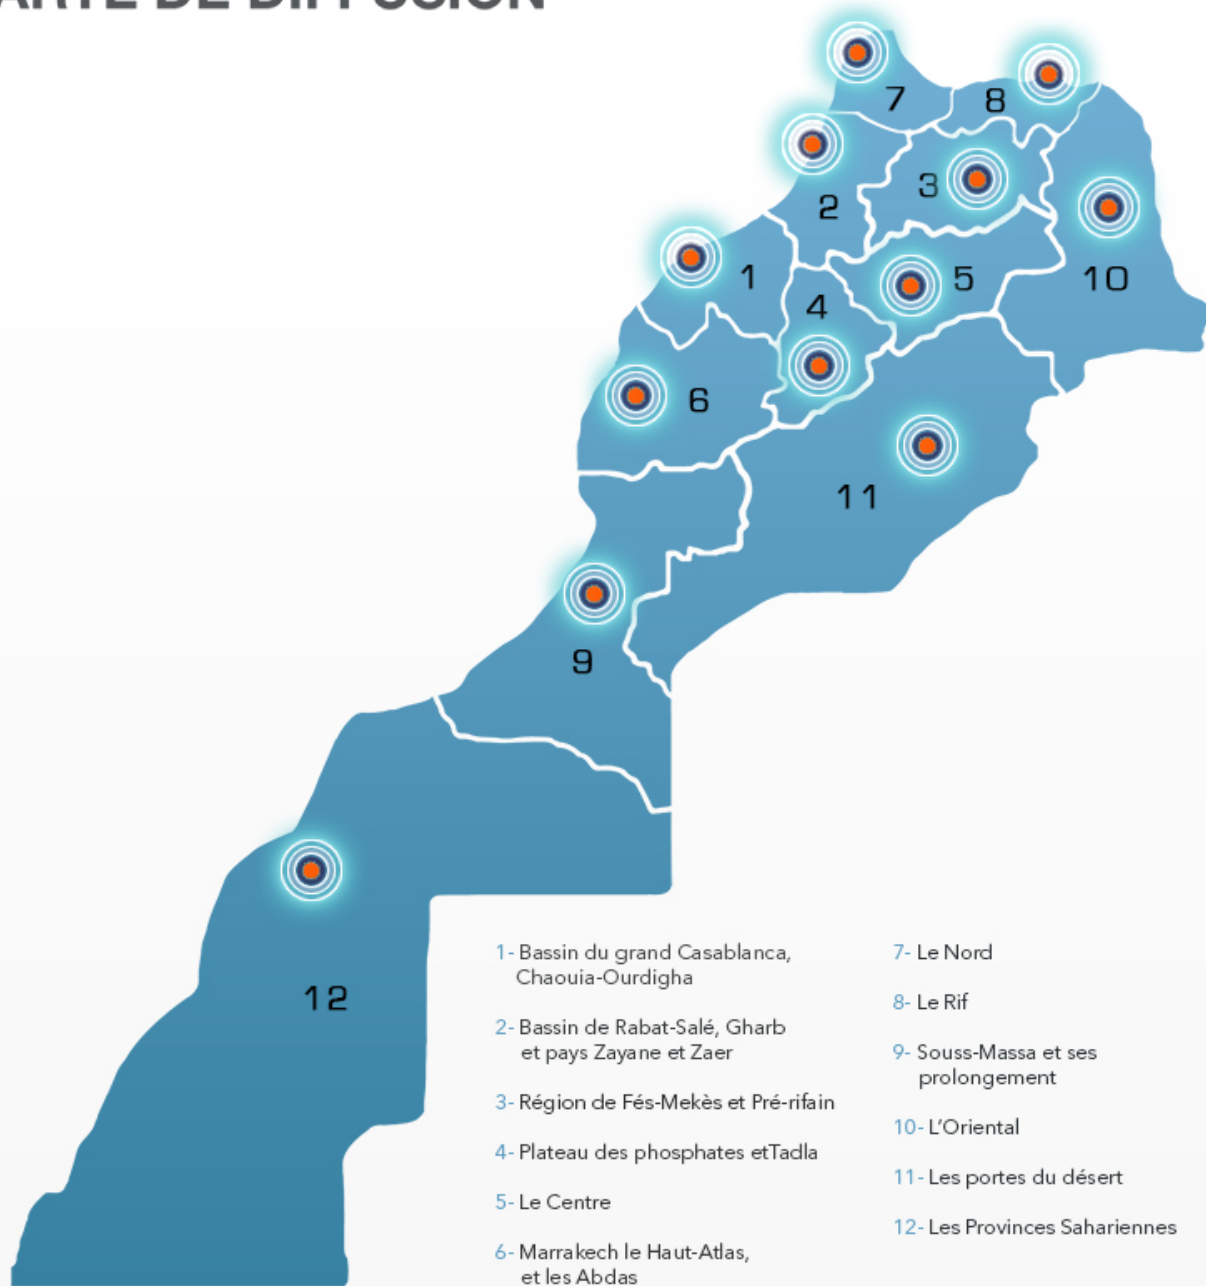 CARTE DE DIFFUSION
7
8
3
2
1
10
5
4
6
11
9
12
1- Bassin du grand Casablanca,
Chaouia-Ourdigha
2- Bassin de Rabat-Salé, Gharb
et pays Zayane et Zaer
3- Région de Fés-Mekès et Pré-rifain
4- Plateau des phosphates etTadla
5- Le Centre
6- Marrakech le Haut-Atlas,
et les Abdas
7- Le Nord
8- Le Rif
9- Souss-Massa et ses
prolongement
10- L’Oriental
11- Les portes du désert
12- Les Provinces Sahariennes